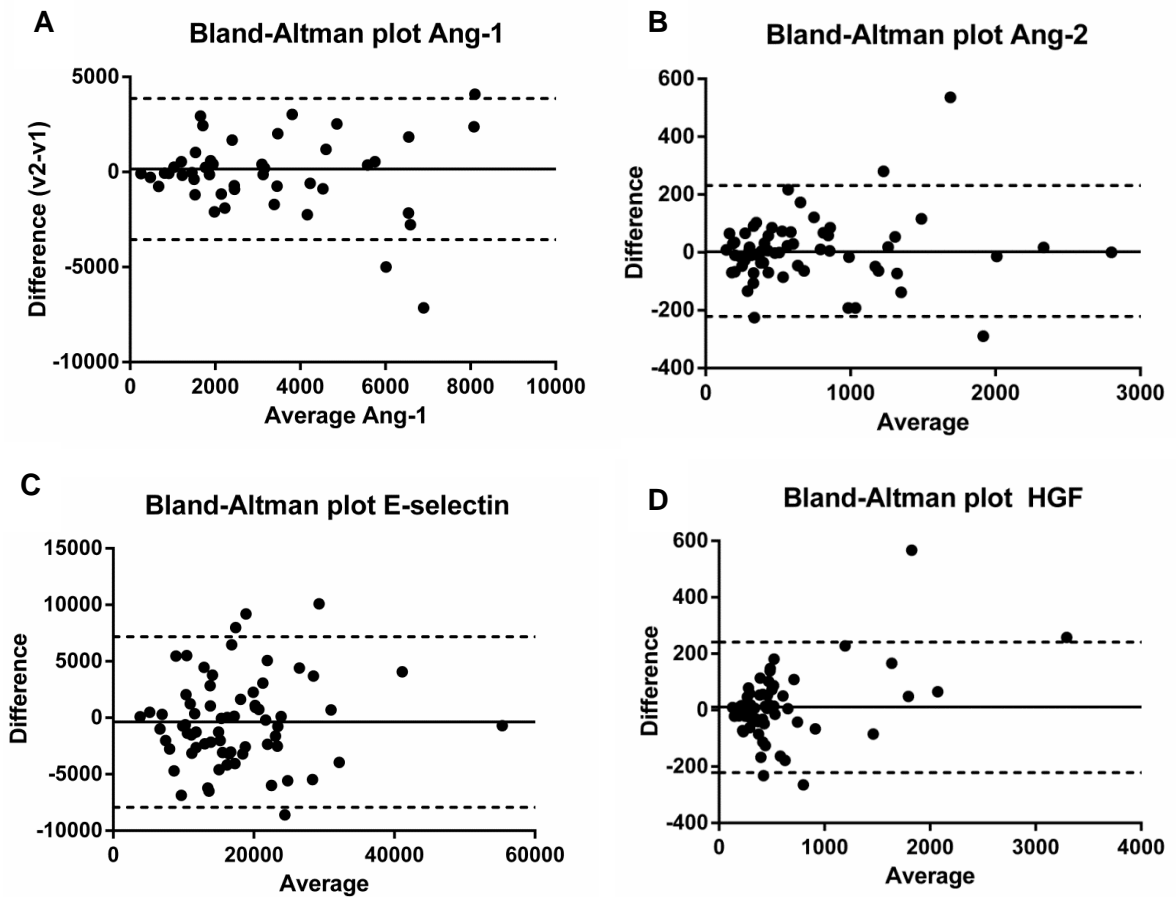 A
Bland-Altman plot Ang-1
Difference (v2-v1)
5000
0
-5000
-10000
0 2000 4000 6000 8000 10000
Average Ang-1
B
Bland-Altman plot Ang-2
Difference
600
400
200
0
-200
-400
0 1000 2000 3000
Average
C
Bland-Altman plot E-selectin
Difference
15000
10000
5000
0
-5000
-10000
0 20000 40000 60000
Average
D
Bland-Altman plot HGF
Difference
600
400
200
0
-200
-400
0 1000 2000 3000 4000
Average